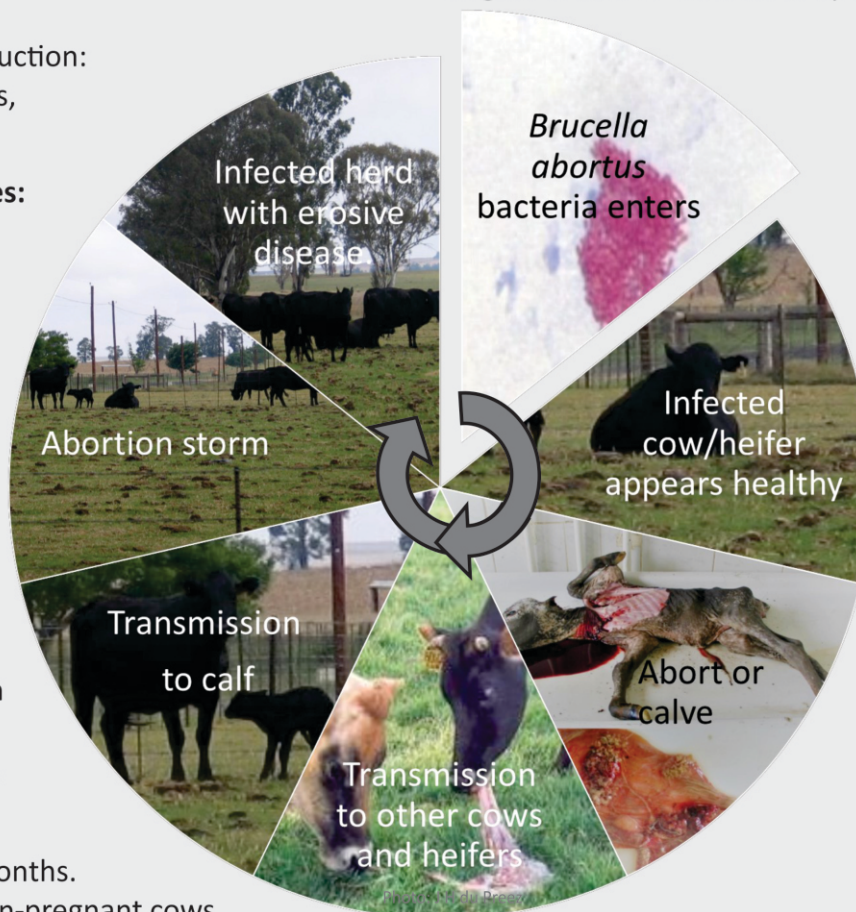 uction:
s,
es:
onths.
n-pregnant cows
Brucella
abortus
bacteria enters
Infected
cow/heifer
appears healthy
Abort or
calve
Transmission
to other cows
and heifers
Transmission
to calf
Abortion storm
Infected herd
with erosive
disease.